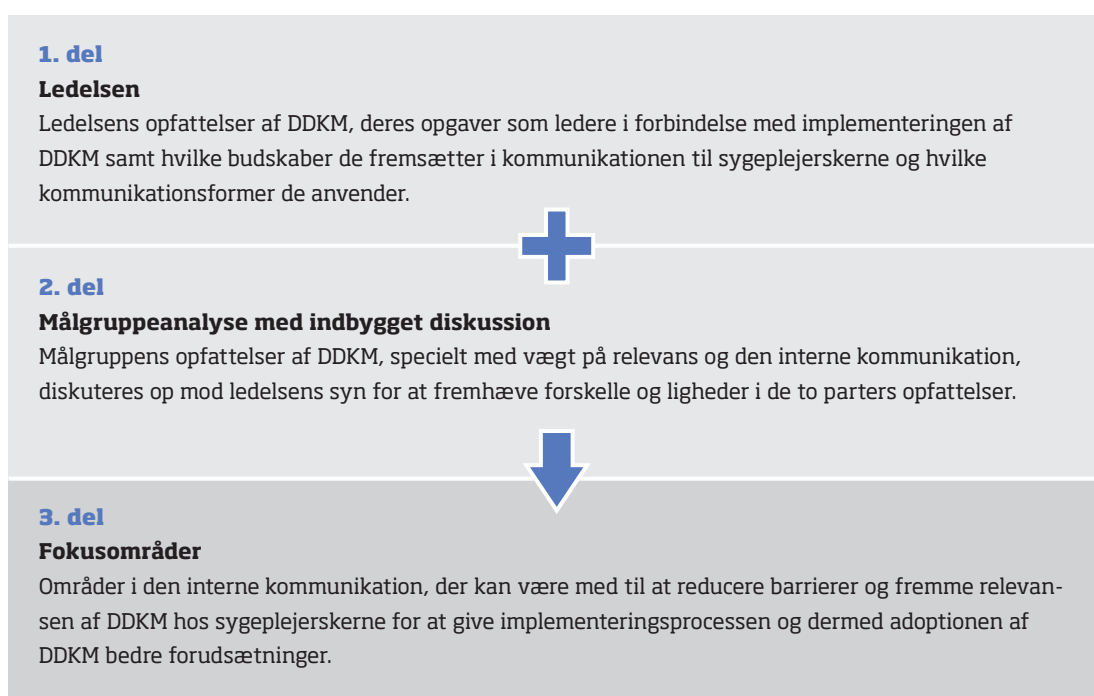 1. del
Ledelsen
Ledelsens opfattelser af DDKM, deres opgaver som ledere i forbindelse med implementeringen af
DDKM samt hvilke budskaber de fremsætter i kommunikationen til sygeplejerskerne og hvilke
kommunikationsformer de anvender.
2. del
Målgruppeanalyse med indbygget diskussion
Målgruppens opfattelser af DDKM, specielt med vægt på relevans og den interne kommunikation,
diskuteres op mod ledelsens syn for at fremhæve forskelle og ligheder i de to parters opfattelser.
3. del
Fokusområder
Områder i den interne kommunikation, der kan være med til at reducere barrierer og fremme relevan-
sen af DDKM hos sygeplejerskerne for at give implementeringsprocessen og dermed adoptionen af
DDKM bedre forudsætninger.